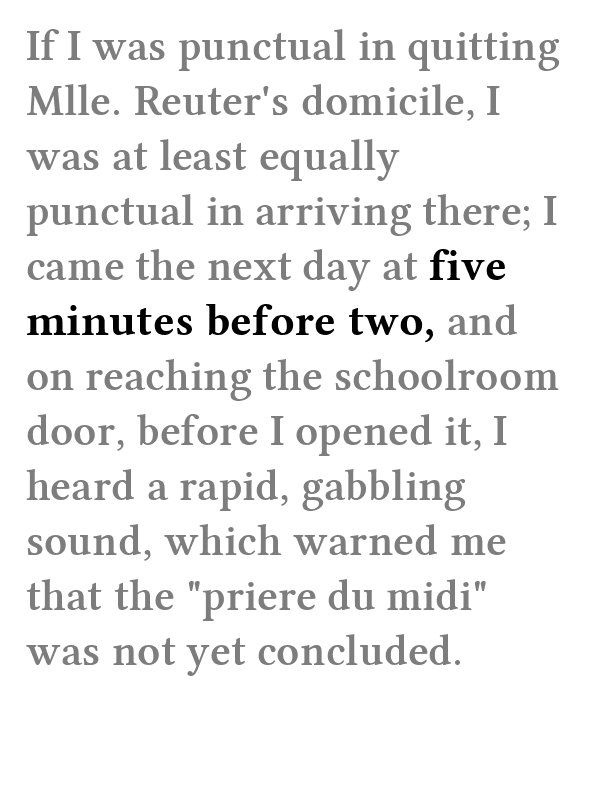 If I was punctual in quitting
Mlle. Reuter's domicile, I
was at least equally
punctual in arriving there; I
came the next day at five
minutes before two, and
on reaching the schoolroom
door, before I opened it, I
heard a rapid, gabbling
sound, which warned me
that the "priere du midi"
was not yet concluded.